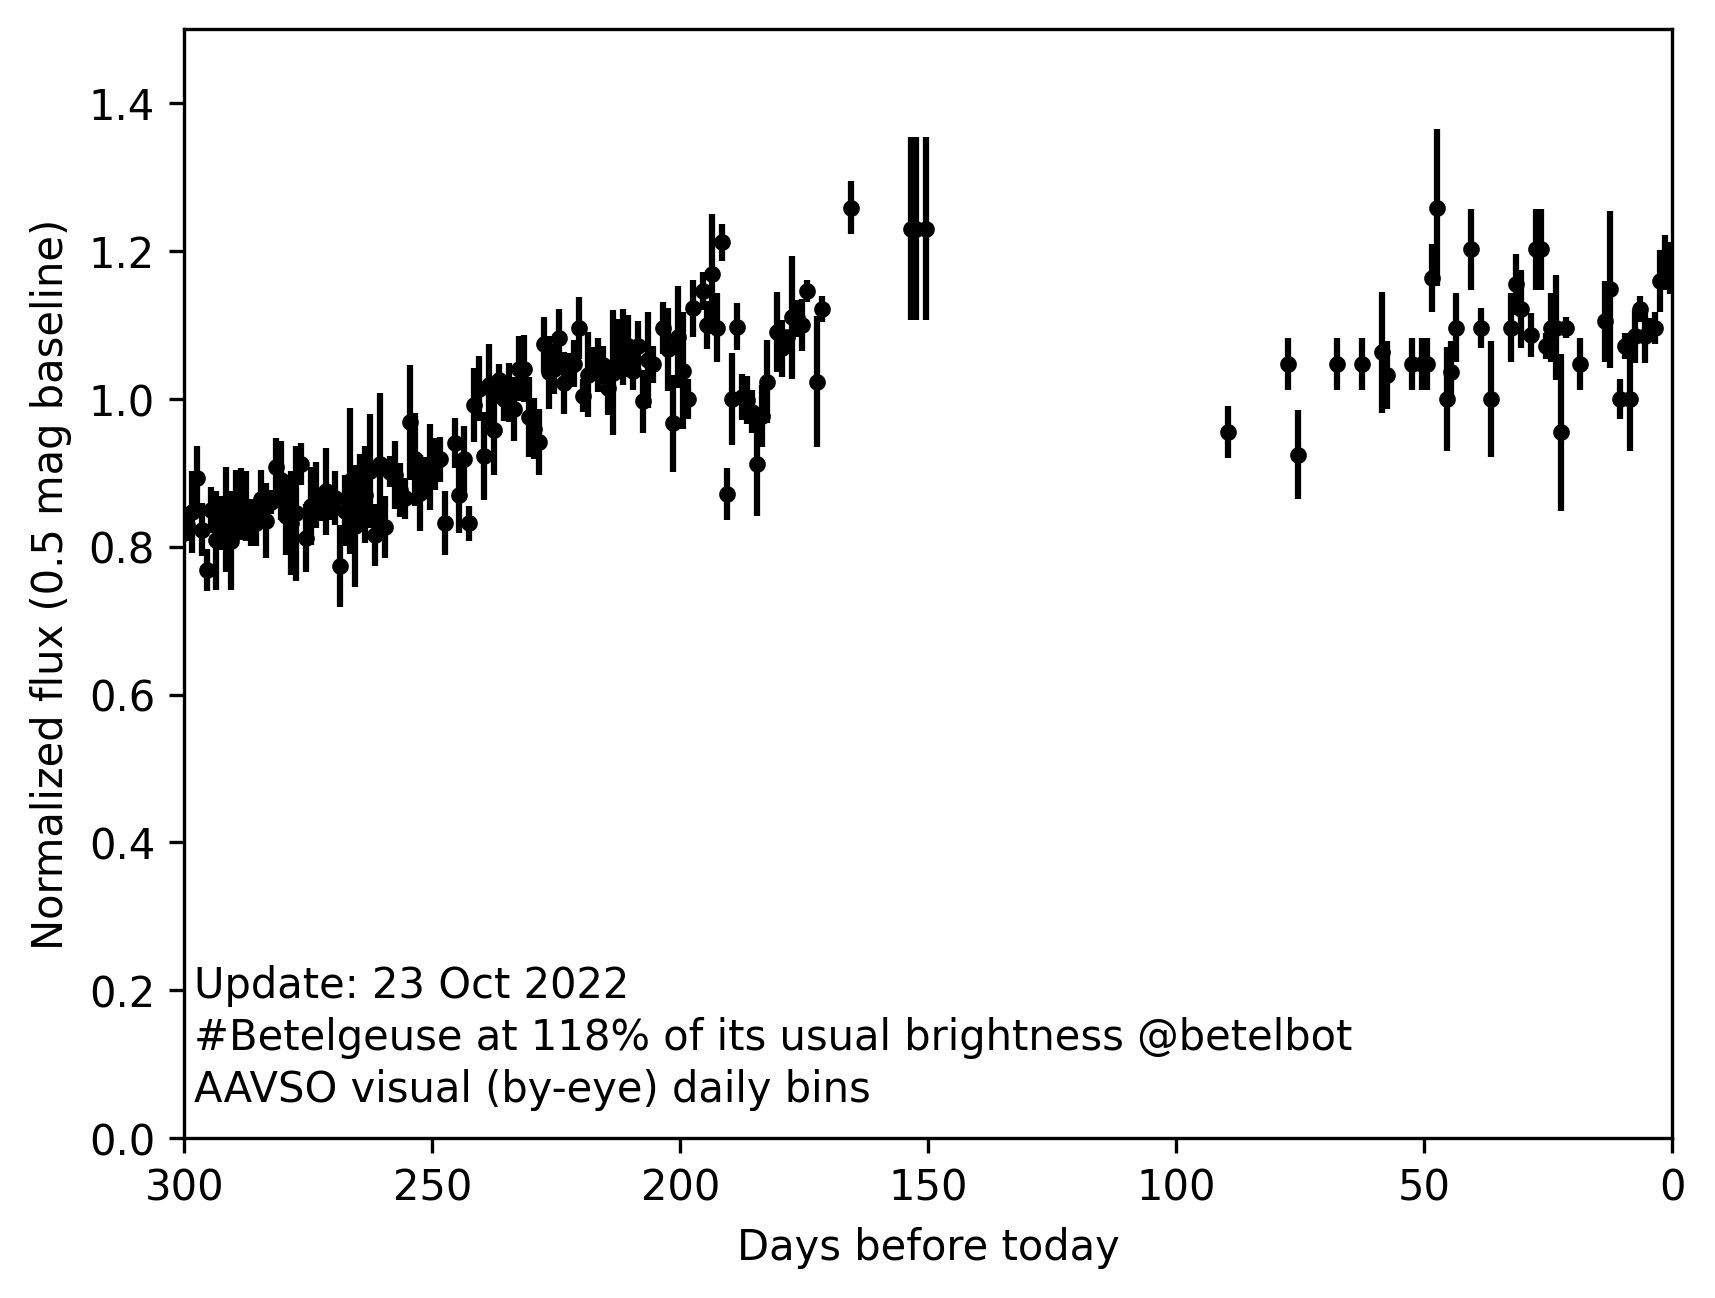 1.4
1.2
1.0
0.8
0.6
0.4
0.2
0.0
Normalized flux (0.5 mag baseline)
Update: 23 Oct 2022
#Betelgeuse at 118% of its usual brightness @betelbot
AAVSO visual (by-eye) daily bins
300 250 200 150 100 50 0
Days before today